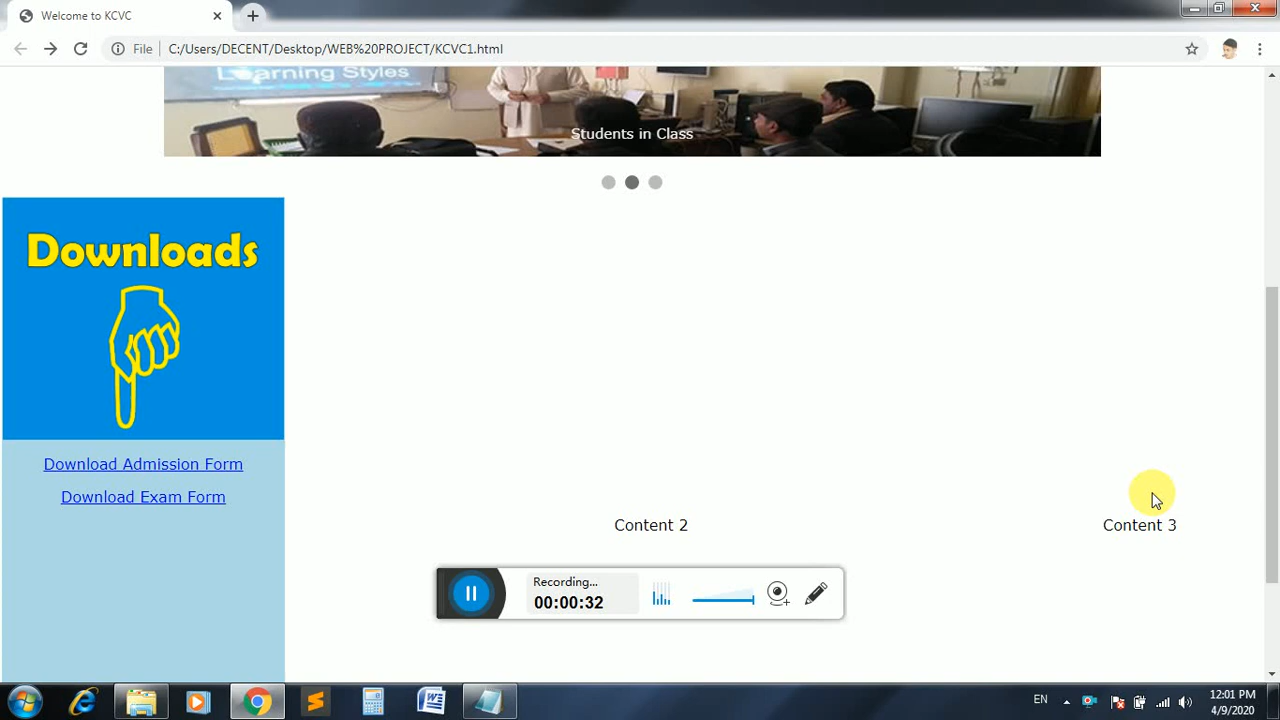 Welcome to KCVC
File
C:/Users/DECENT/Desktop/WEB%20PROJECT/KCVC1.html
Learning Styles
Students in Class
Downloads
Download Admission Form
Download Exam Form
Content 2
Content 3
Recording...
00:00:32
EN
12:01 PM
4/9/2020